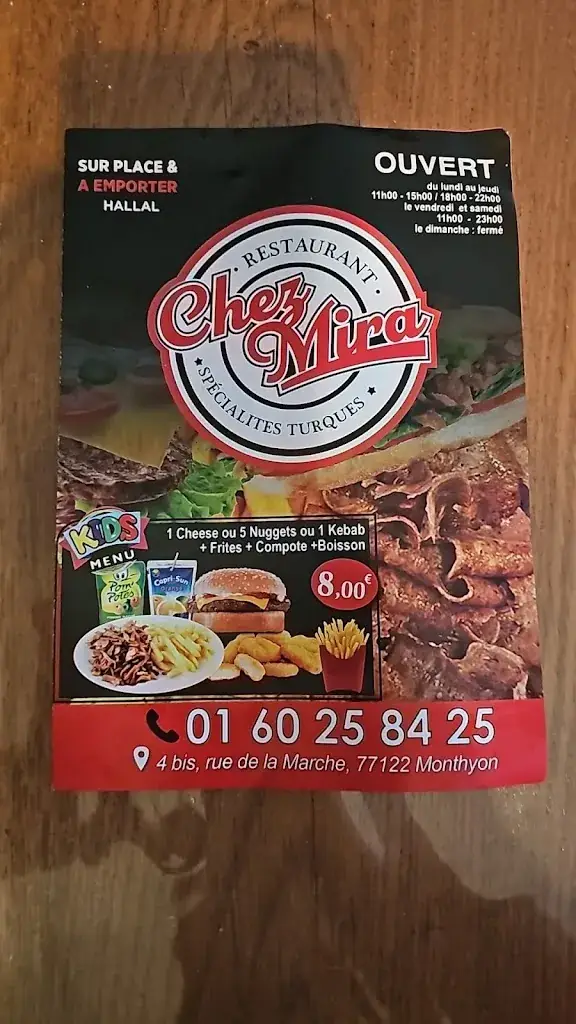 SUR PLACE &
A EMPORTER
HALLAL
OUVERT
du lundi au jeudi
11h00 - 15h00 / 18h00 - 22h00
le vendredi et samedi
11h00 - 23h00
le dimanche : fermé
RESTAURANT
Chez
Mira
SPÉCIALITES TURQUES
KIDS
MENU
1 Cheese ou 5 Nuggets ou 1 Kebab
+ Frites + Compote +Boisson
8,00€
Pom'
Potes
Capri-Sun
Orange
01 60 25 84 25
4 bis, rue de la Marche, 77122 Monthyon